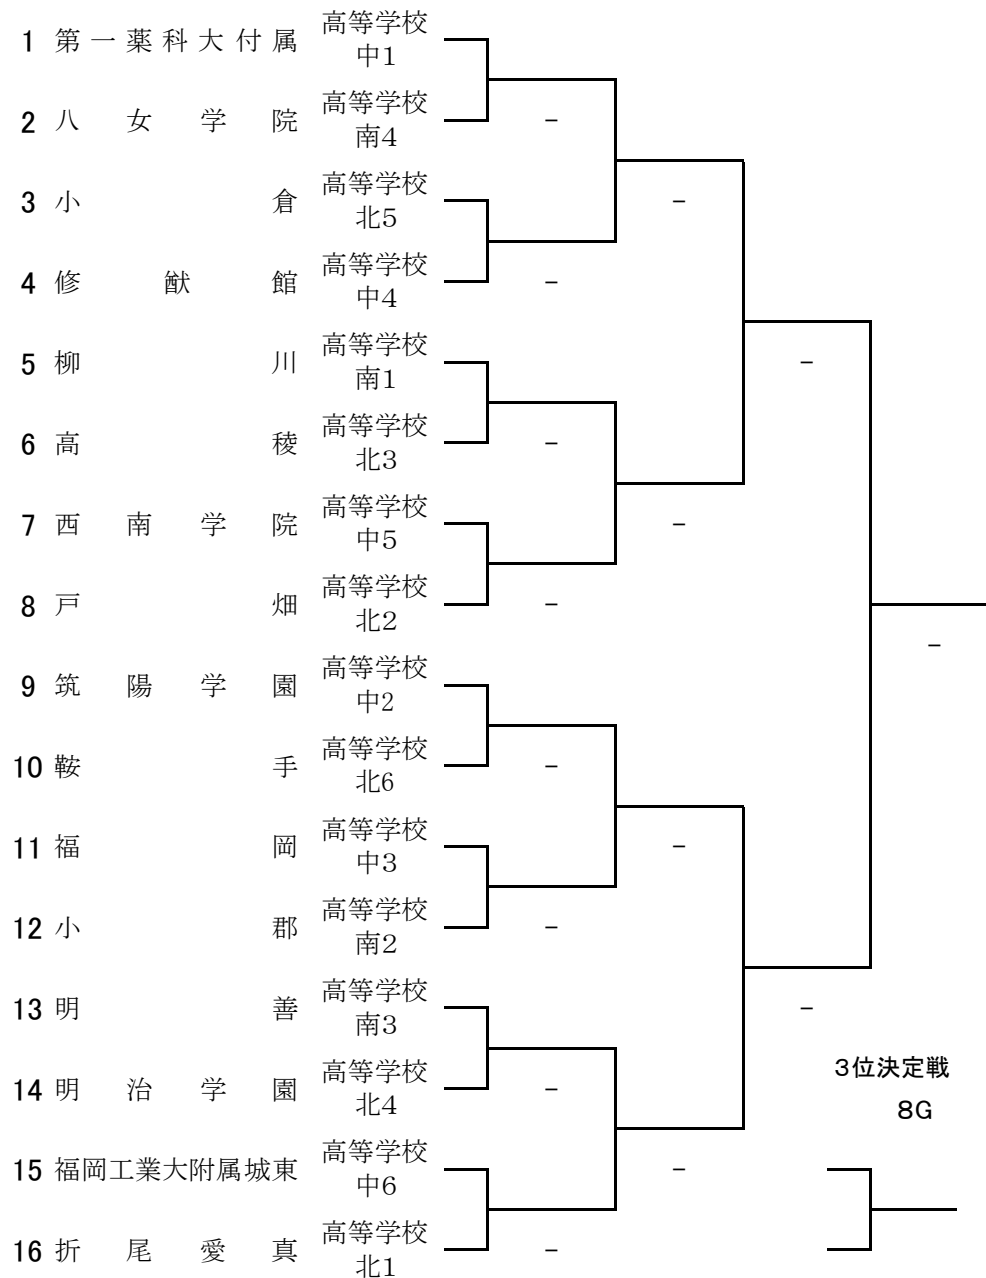 1 第一薬科大付属 高等学校
中1
-
2 八女学院 高等学校
南4
3 小倉 高等学校
北5
-
4 修猷館 高等学校
中4
-
5 柳川 高等学校
南1
-
6 高稜 高等学校
北3
-
7 西南学院 高等学校
中5
-
8 戸畑 高等学校
北2
-
-
9 筑陽学園 高等学校
中2
10 鞍手 高等学校
北6
-
11 福岡 高等学校
中3
-
12 小郡 高等学校
南2
-
13 明善 高等学校
南3
-
3位決定戦
14 明治学園 高等学校
北4
-
8G
15 福岡工業大附属城東 高等学校
中6
-
16 折尾愛真 高等学校
北1
-